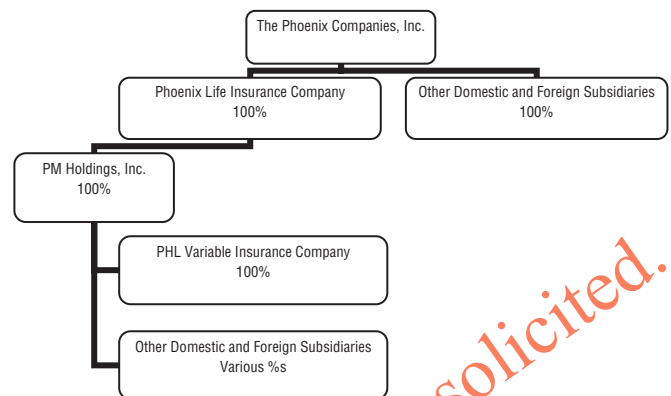 The Phoenix Companies, Inc.
Phoenix Life Insurance Company
100%
Other Domestic and Foreign Subsidiaries
100%
PM Holdings, Inc.
100%
PHL Variable Insurance Company
100%
Other Domestic and Foreign Subsidiaries
Various %s
solicited.